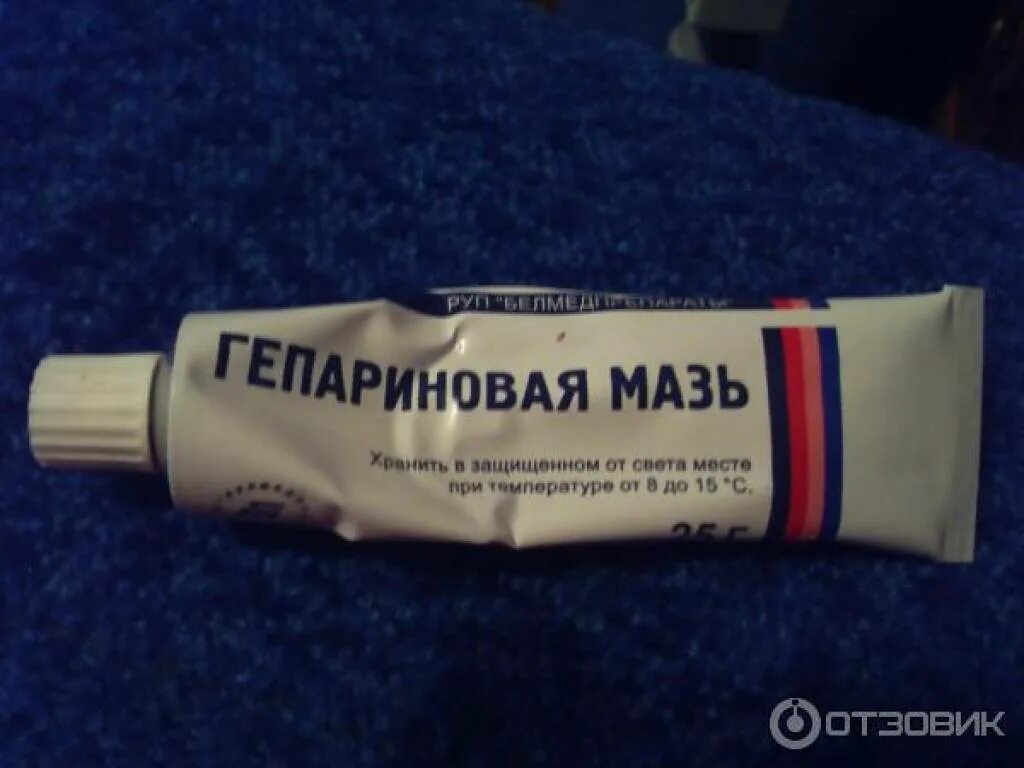 РУП "БЕЛМЕДПРЕПАРАТЫ"
ГЕПАРИНОВАЯ МАЗЬ
Хранить в защищенном от света месте
при температуре от 8 до 15 °С.
25 г
ОТЗОВИК